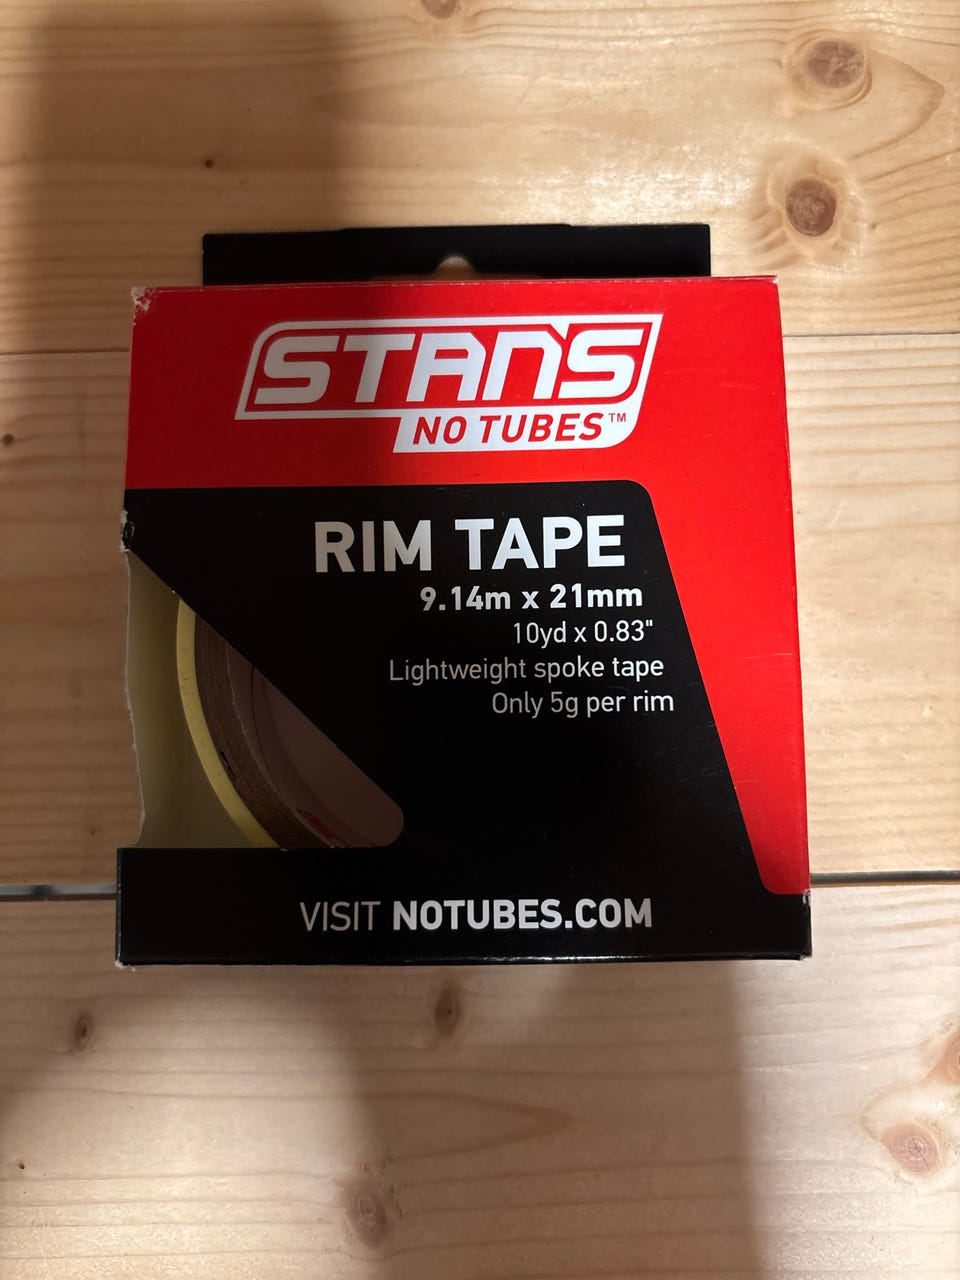 STAN'S
NO TUBES™
RIM TAPE
9.14m x 21mm
10yd x 0.83"
Lightweight spoke tape
Only 5g per rim
VISIT NOTUBES.COM